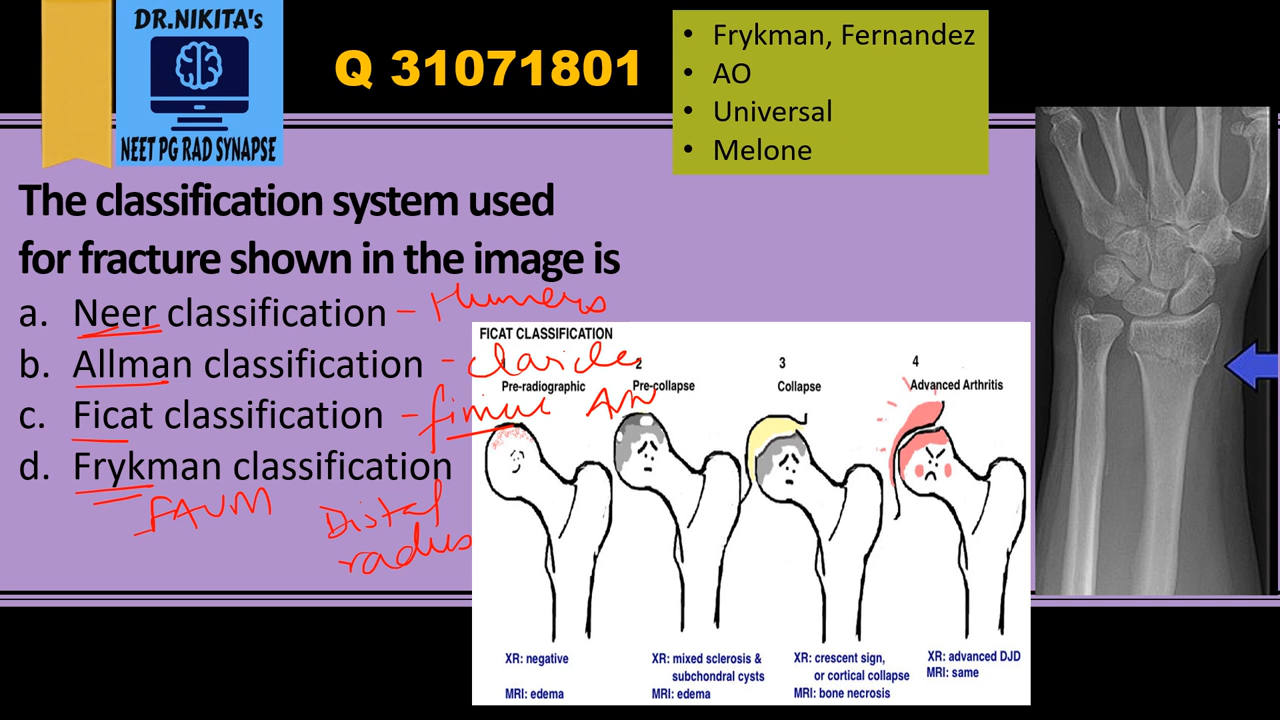 DR.NIKITA's
NEET PG RAD SYNAPSE
Q 31071801
• Frykman, Fernandez
• AO
• Universal
• Melone
The classification system used
for fracture shown in the image is
a. Neer classification - Humerus
b. Allman classification - clavicle
c. Ficat classification - femur AN
d. Frykman classification
FAUM
Distal
radius
FICAT CLASSIFICATION
2
3
4
Pre-radiographic
Pre-collapse
Collapse
Advanced Arthritis
XR: negative
MRI: edema
XR: mixed sclerosis &
subchondral cysts
MRI: edema
XR: crescent sign,
or cortical collapse
MRI: bone necrosis
XR: advanced DJD
MRI: same